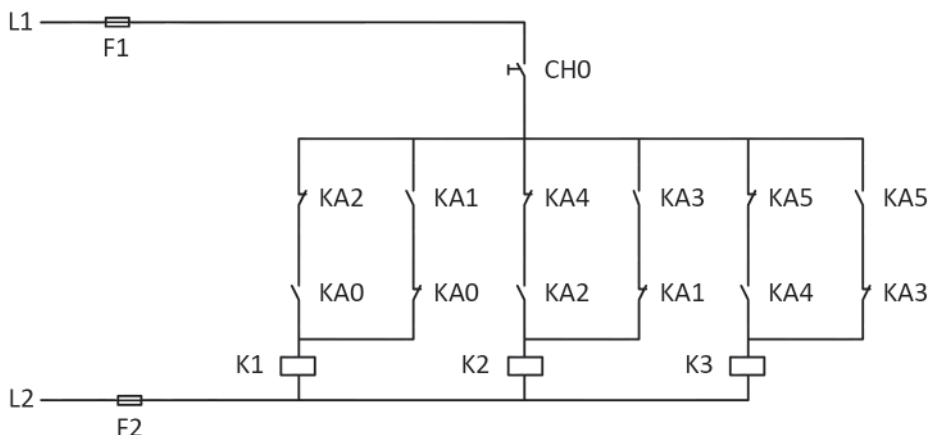 L1
F1
CH0
KA2 KA1 KA4 KA3 KA5 KA5
KA0 KA0 KA2 KA1 KA4 KA3
K1 K2 K3
L2
F2